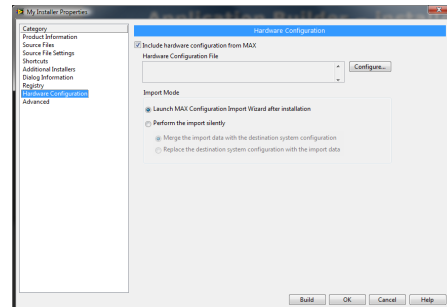 My Installer Properties
Category
Product Information
Source Files
Source File Settings
Shortcuts
Additional Installers
Dialog Information
Registry
Hardware Configuration
Advanced
Hardware Configuration
Include hardware configuration from MAX
Hardware Configuration File
Configure...
Import Mode
Launch MAX Configuration Import Wizard after installation
Perform the import silently
Merge the import data with the destination system configuration
Replace the destination system configuration with the import data
Build OK Cancel Help